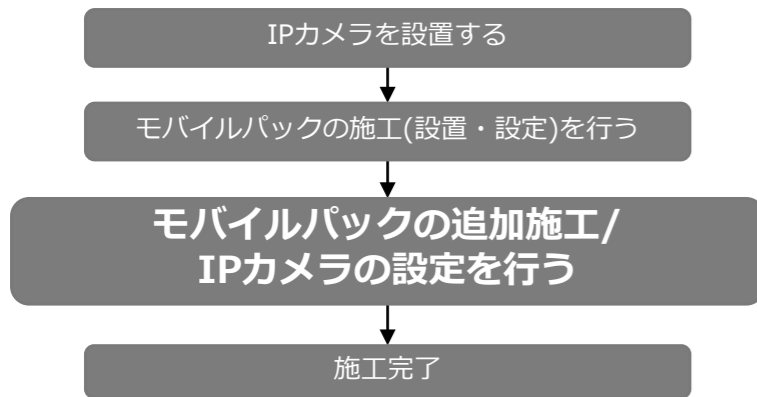 IPカメラを設置する
モバイルパックの施工(設置・設定)を行う
モバイルパックの追加施工/
IPカメラの設定を行う
施工完了